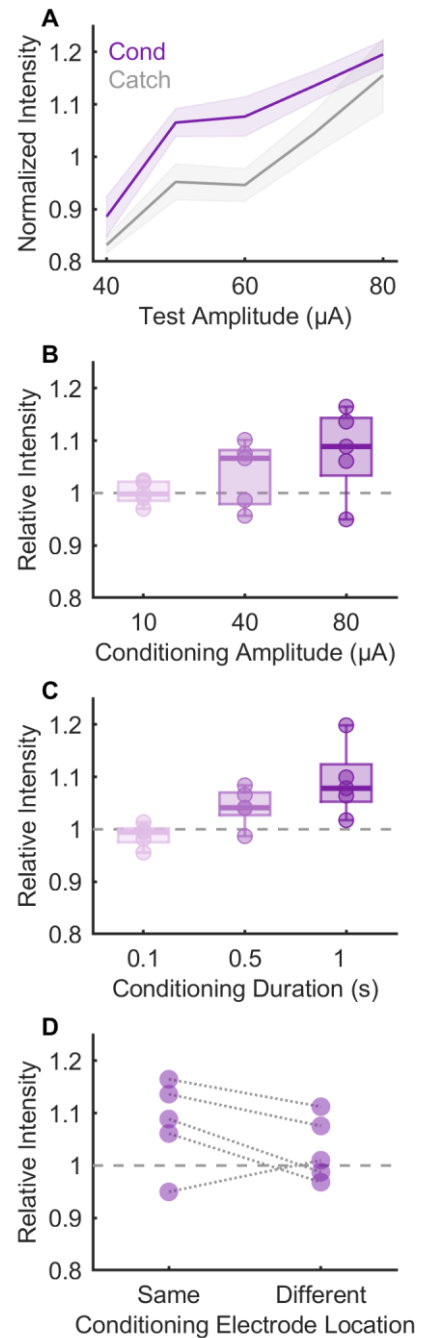 A
Cond
Catch
Normalized Intensity
1.2
1.1
1
0.9
0.8
40 60 80
Test Amplitude (µA)
B
Relative Intensity
1.2
1.1
1
0.9
0.8
10 40 80
Conditioning Amplitude (µA)
C
Relative Intensity
1.2
1.1
1
0.9
0.8
0.1 0.5 1
Conditioning Duration (s)
D
Relative Intensity
1.2
1.1
1
0.9
0.8
Same Different
Conditioning Electrode Location